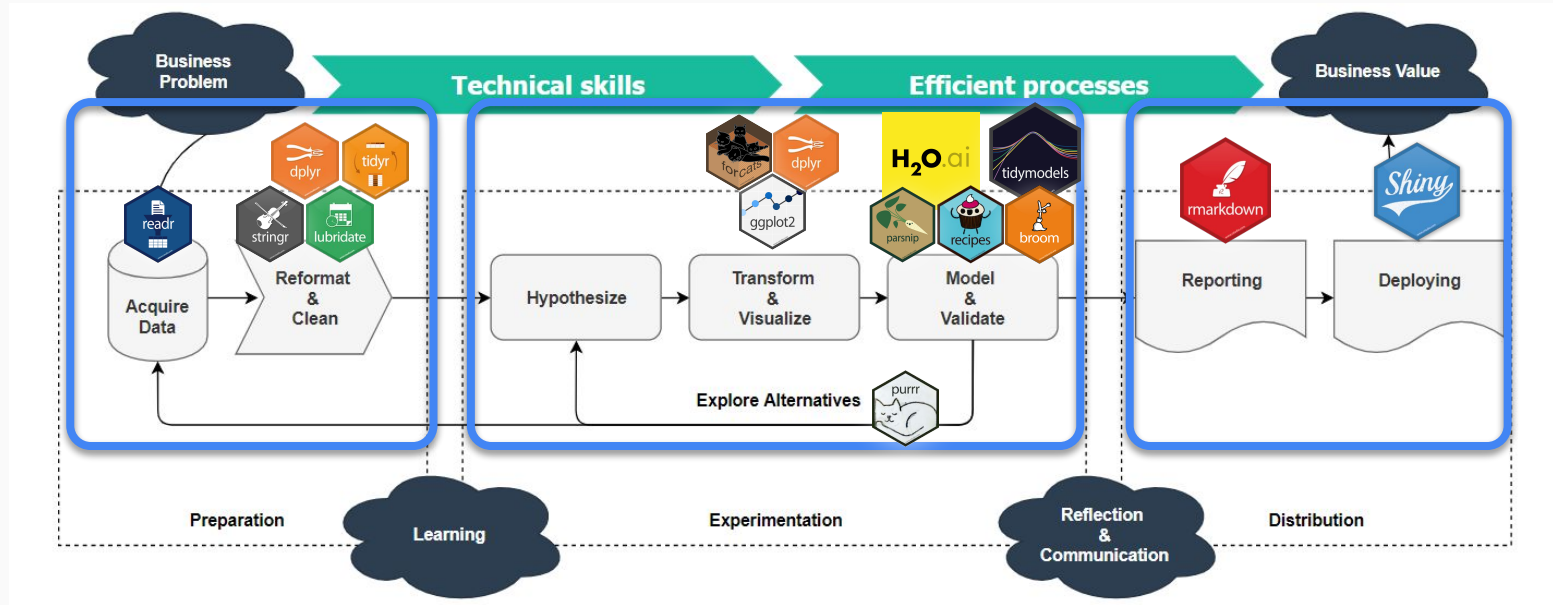 Business
Problem
Technical skills
Efficient processes
Business Value
dplyr
tidyr
readr
stringr
lubridate
forcats
dplyr
ggplot2
H2O.ai
tidymodels
parsnip
recipes
broom
rmarkdown
Shiny
Acquire
Data
Reformat
&
Clean
Hypothesize
Transform
&
Visualize
Model
&
Validate
Reporting
Deploying
Explore Alternatives
purrr
Preparation
Learning
Experimentation
Reflection
&
Communication
Distribution